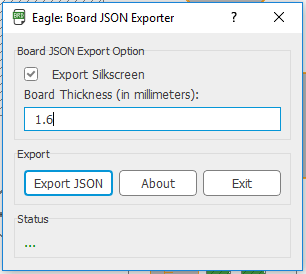 Eagle: Board JSON Exporter
Board JSON Export Option
Export Silkscreen
Board Thickness (in millimeters):
1.6
Export
Export JSON About Exit
Status
...